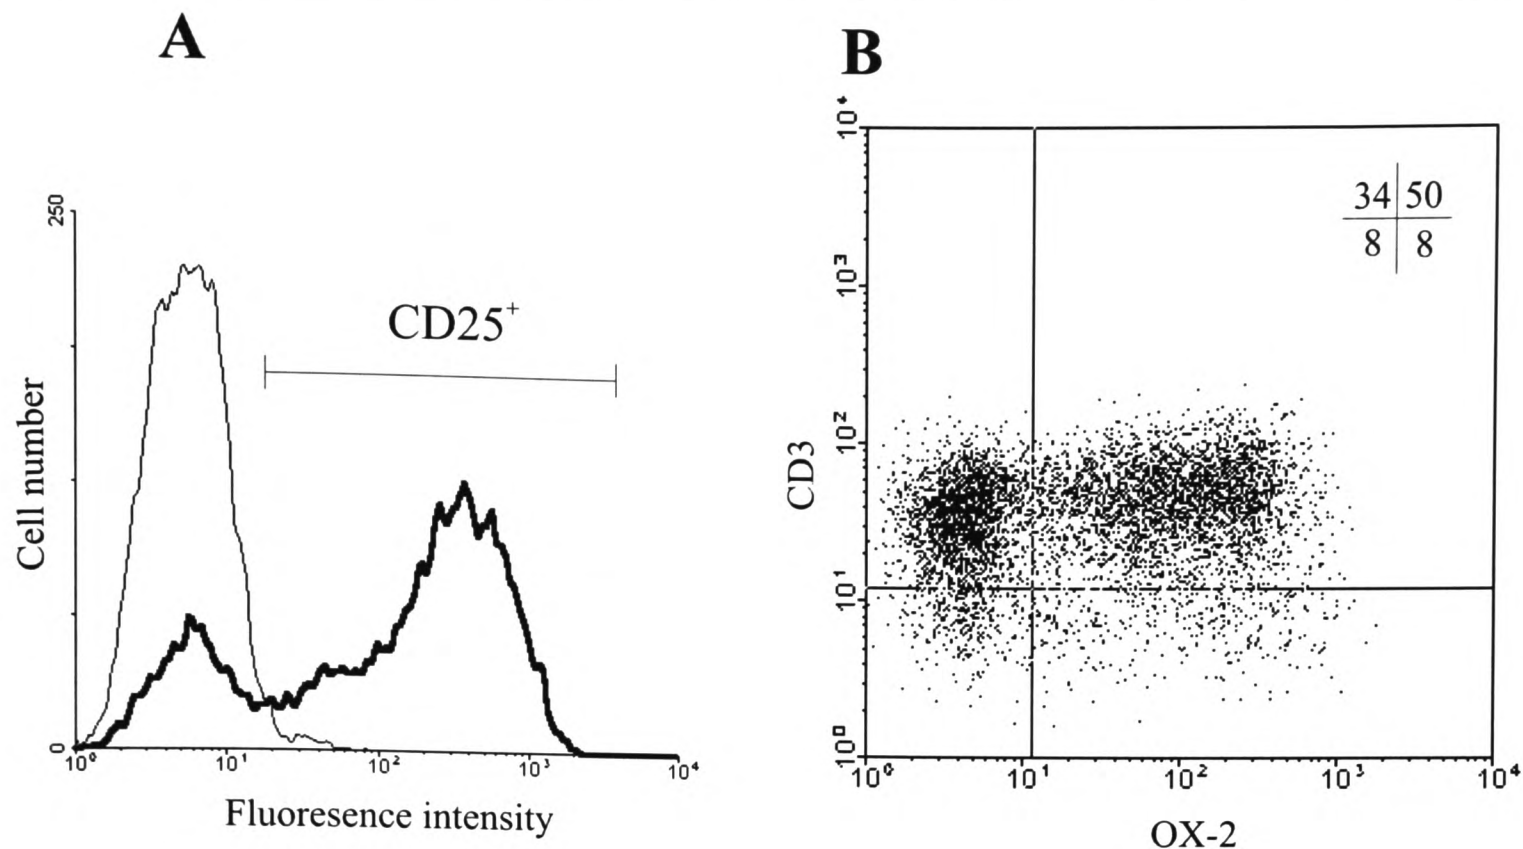 A
250
Cell number
0
CD25⁺
10⁰ 10¹ 10² 10³ 10⁴
Fluoresence intensity
B
10⁴
10³
10²
10¹
10⁰
CD3
34 50
8 8
10⁰ 10¹ 10² 10³ 10⁴
OX-2